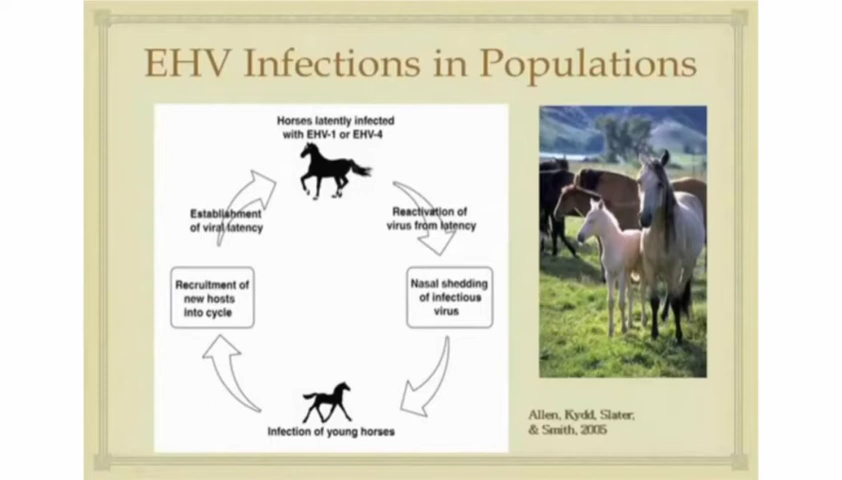 EHV Infections in Populations
Horses latently infected
with EHV-1 or EHV-4
Establishment
of viral latency
Reactivation of
virus from latency
Recruitment of
new hosts
into cycle
Nasal shedding
of infectious
virus
Infection of young horses
Allen, Kydd, Slater,
& Smith, 2005